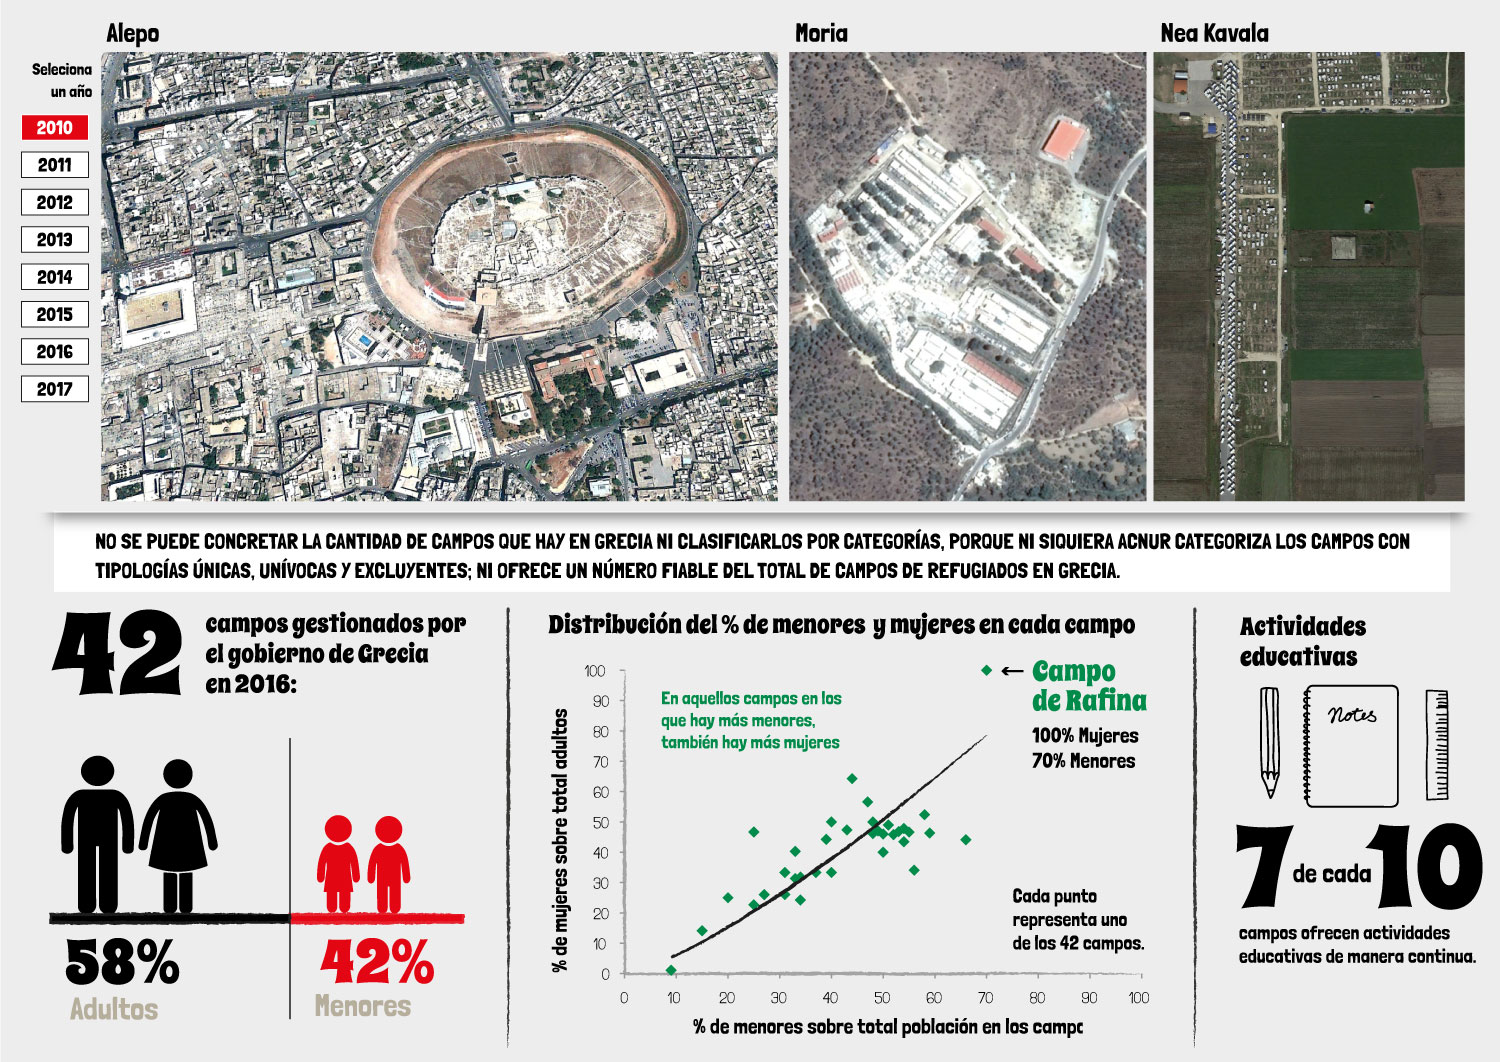 Alepo
Moria
Nea Kavala
Seleciona
un año
2010
2011
2012
2013
2014
2015
2016
2017
NO SE PUEDE CONCRETAR LA CANTIDAD DE CAMPOS QUE HAY EN GRECIA NI CLASIFICARLOS POR CATEGORÍAS, PORQUE NI SIQUIERA ACNUR CATEGORIZA LOS CAMPOS CON
TIPOLOGÍAS ÚNICAS, UNÍVOCAS Y EXCLUYENTES; NI OFRECE UN NÚMERO FIABLE DEL TOTAL DE CAMPOS DE REFUGIADOS EN GRECIA.
42
campos gestionados por
el gobierno de Grecia
en 2016:
58%
Adultos
42%
Menores
Distribución del % de menores y mujeres en cada campo
% de mujeres sobre total adultos
100
90
80
70
60
50
40
30
20
10
0
En aquellos campos en los
que hay más menores,
también hay más mujeres
Campo
de Rafina
100% Mujeres
70% Menores
Cada punto
representa uno
de los 42 campos.
0 10 20 30 40 50 60 70 80 90 100
% de menores sobre total población en los campo
Actividades
educativas
Notes
7 de cada 10
campos ofrecen actividades
educativas de manera continua.